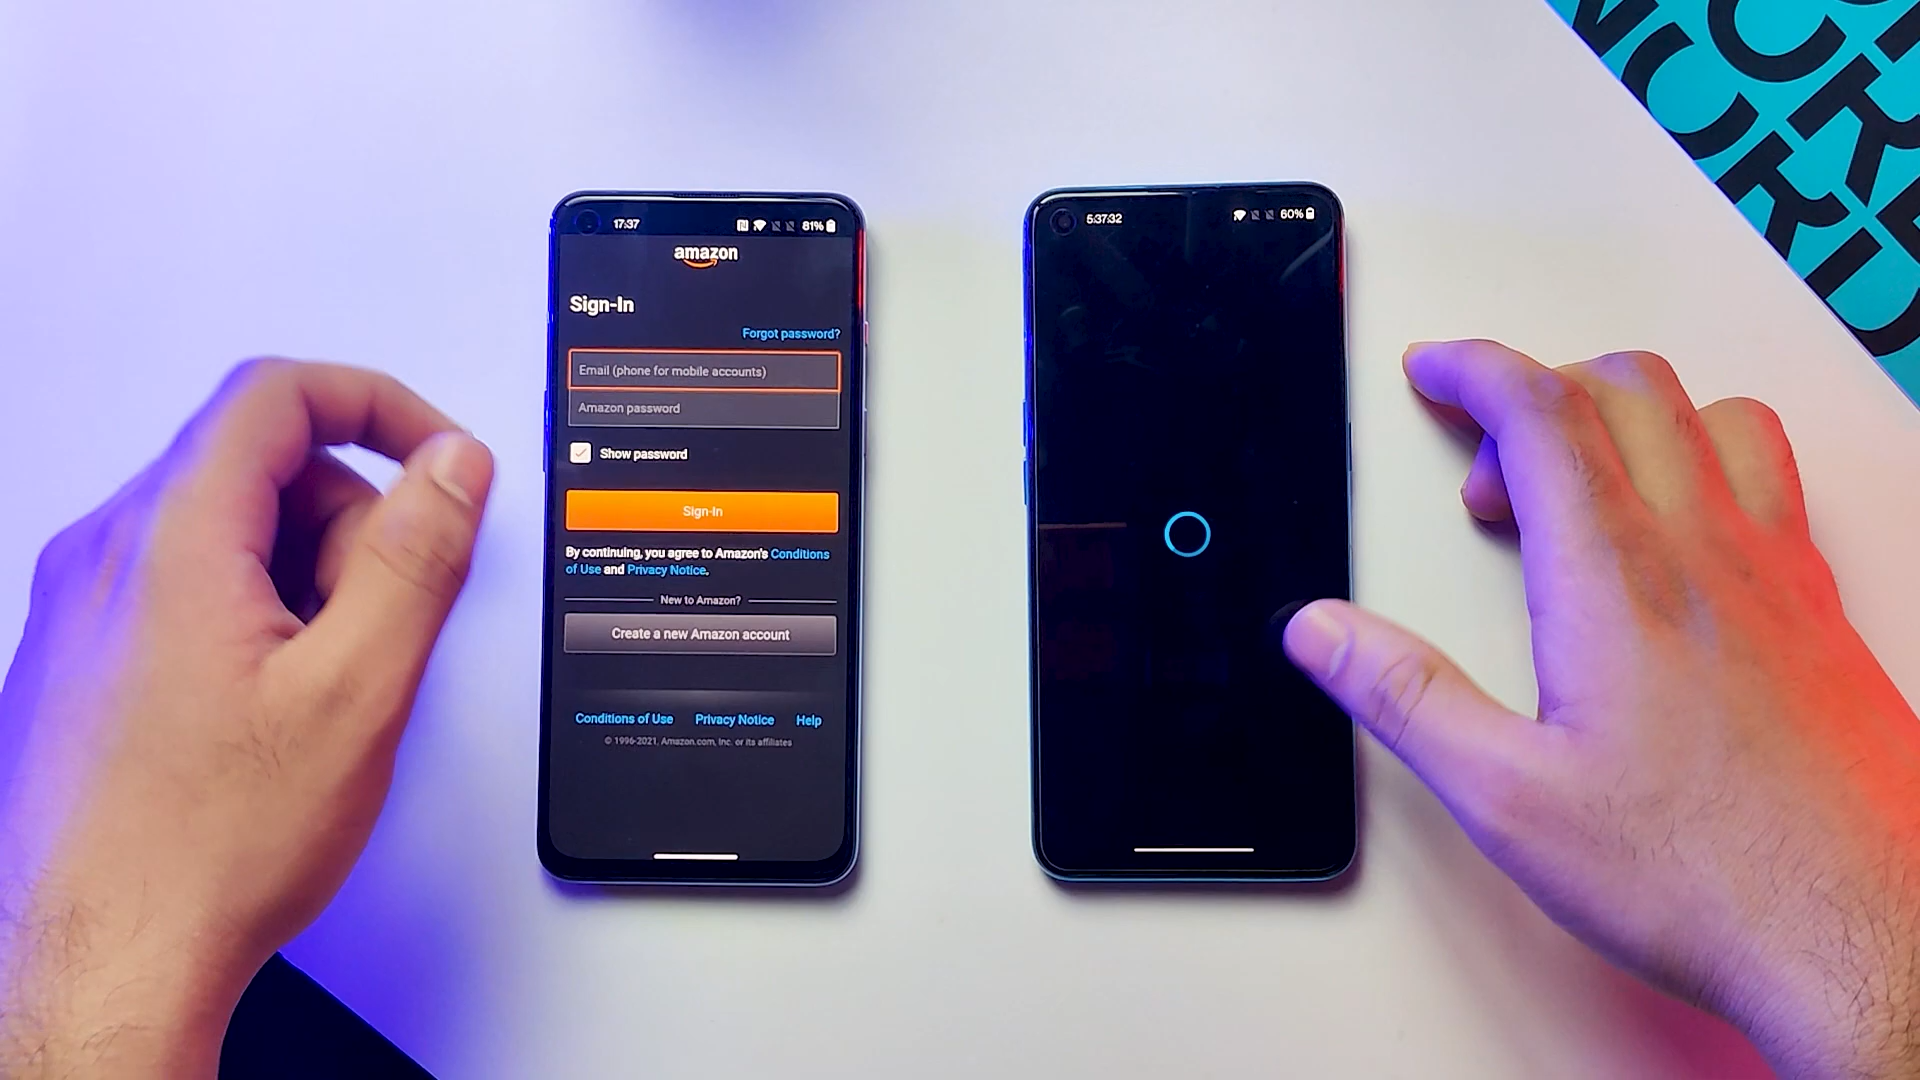 17:37
81%
amazon
Sign-In
Forgot password?
Email (phone for mobile accounts)
Amazon password
Show password
Sign-In
By continuing, you agree to Amazon's Conditions
of Use and Privacy Notice.
New to Amazon?
Create a new Amazon account
Conditions of Use Privacy Notice Help
© 1996-2021, Amazon.com, Inc. or its affiliates
5:37:32
60%